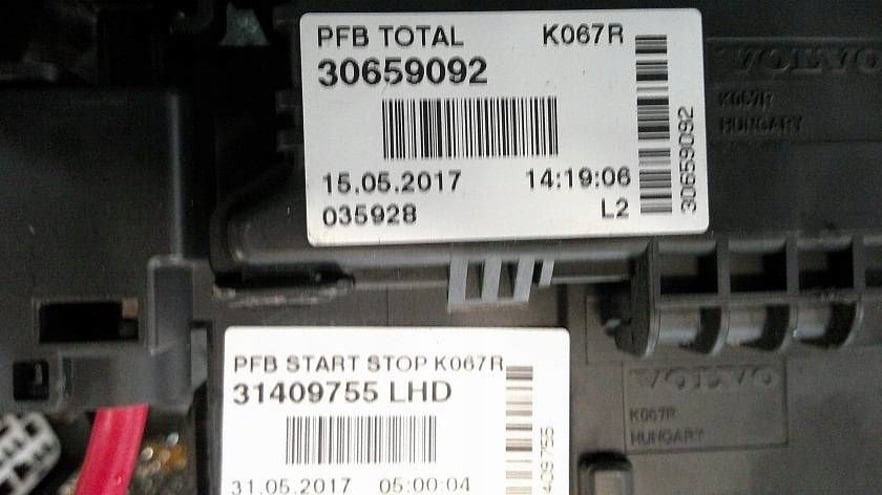 PFB TOTAL K067R
30659092
15.05.2017 14:19:06
035928 L2
30659092
VOLVO
K067R
HUNGARY
PFB START STOP K067R
31409755 LHD
31.05.2017 05:00:04
VOLVO
K067R
HUNGARY